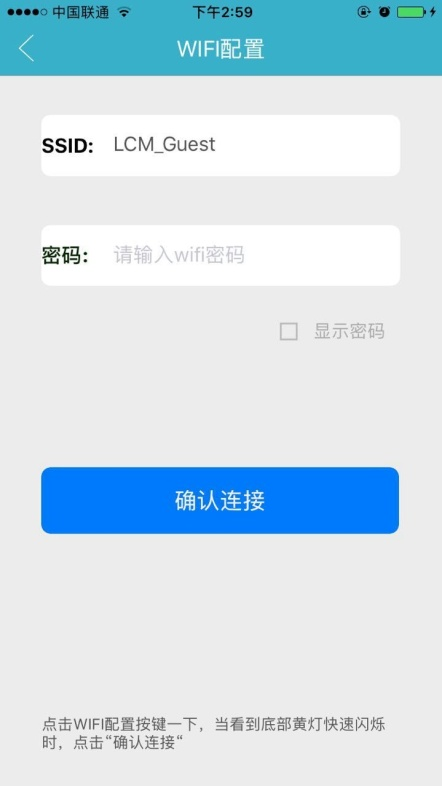 中国联通 下午2:59
WIFI配置
SSID: LCM_Guest
密码: 请输入wifi密码
显示密码
确认连接
点击WIFI配置按键一下，当看到底部黄灯快速闪烁
时，点击“确认连接“